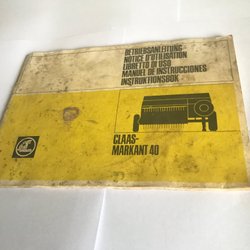 BETRIEBSANLEITUNG
NOTICE D'UTILISATION
LIBRETTO DI USO
MANUEL DE INSTRUCCIONES
INSTRUKTIONSBOK
CLAAS-
MARKANT 40